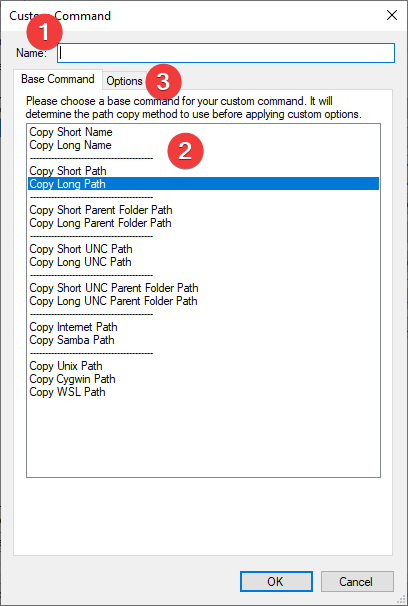 Custom Command
1
Name:
Base Command
Options
3
Please choose a base command for your custom command. It will
determine the path copy method to use before applying custom options.
Copy Short Name
2
Copy Long Name
--------------------------------------
Copy Short Path
Copy Long Path
--------------------------------------
Copy Short Parent Folder Path
Copy Long Parent Folder Path
--------------------------------------
Copy Short UNC Path
Copy Long UNC Path
--------------------------------------
Copy Short UNC Parent Folder Path
Copy Long UNC Parent Folder Path
--------------------------------------
Copy Internet Path
Copy Samba Path
--------------------------------------
Copy Unix Path
Copy Cygwin Path
Copy WSL Path
OK
Cancel